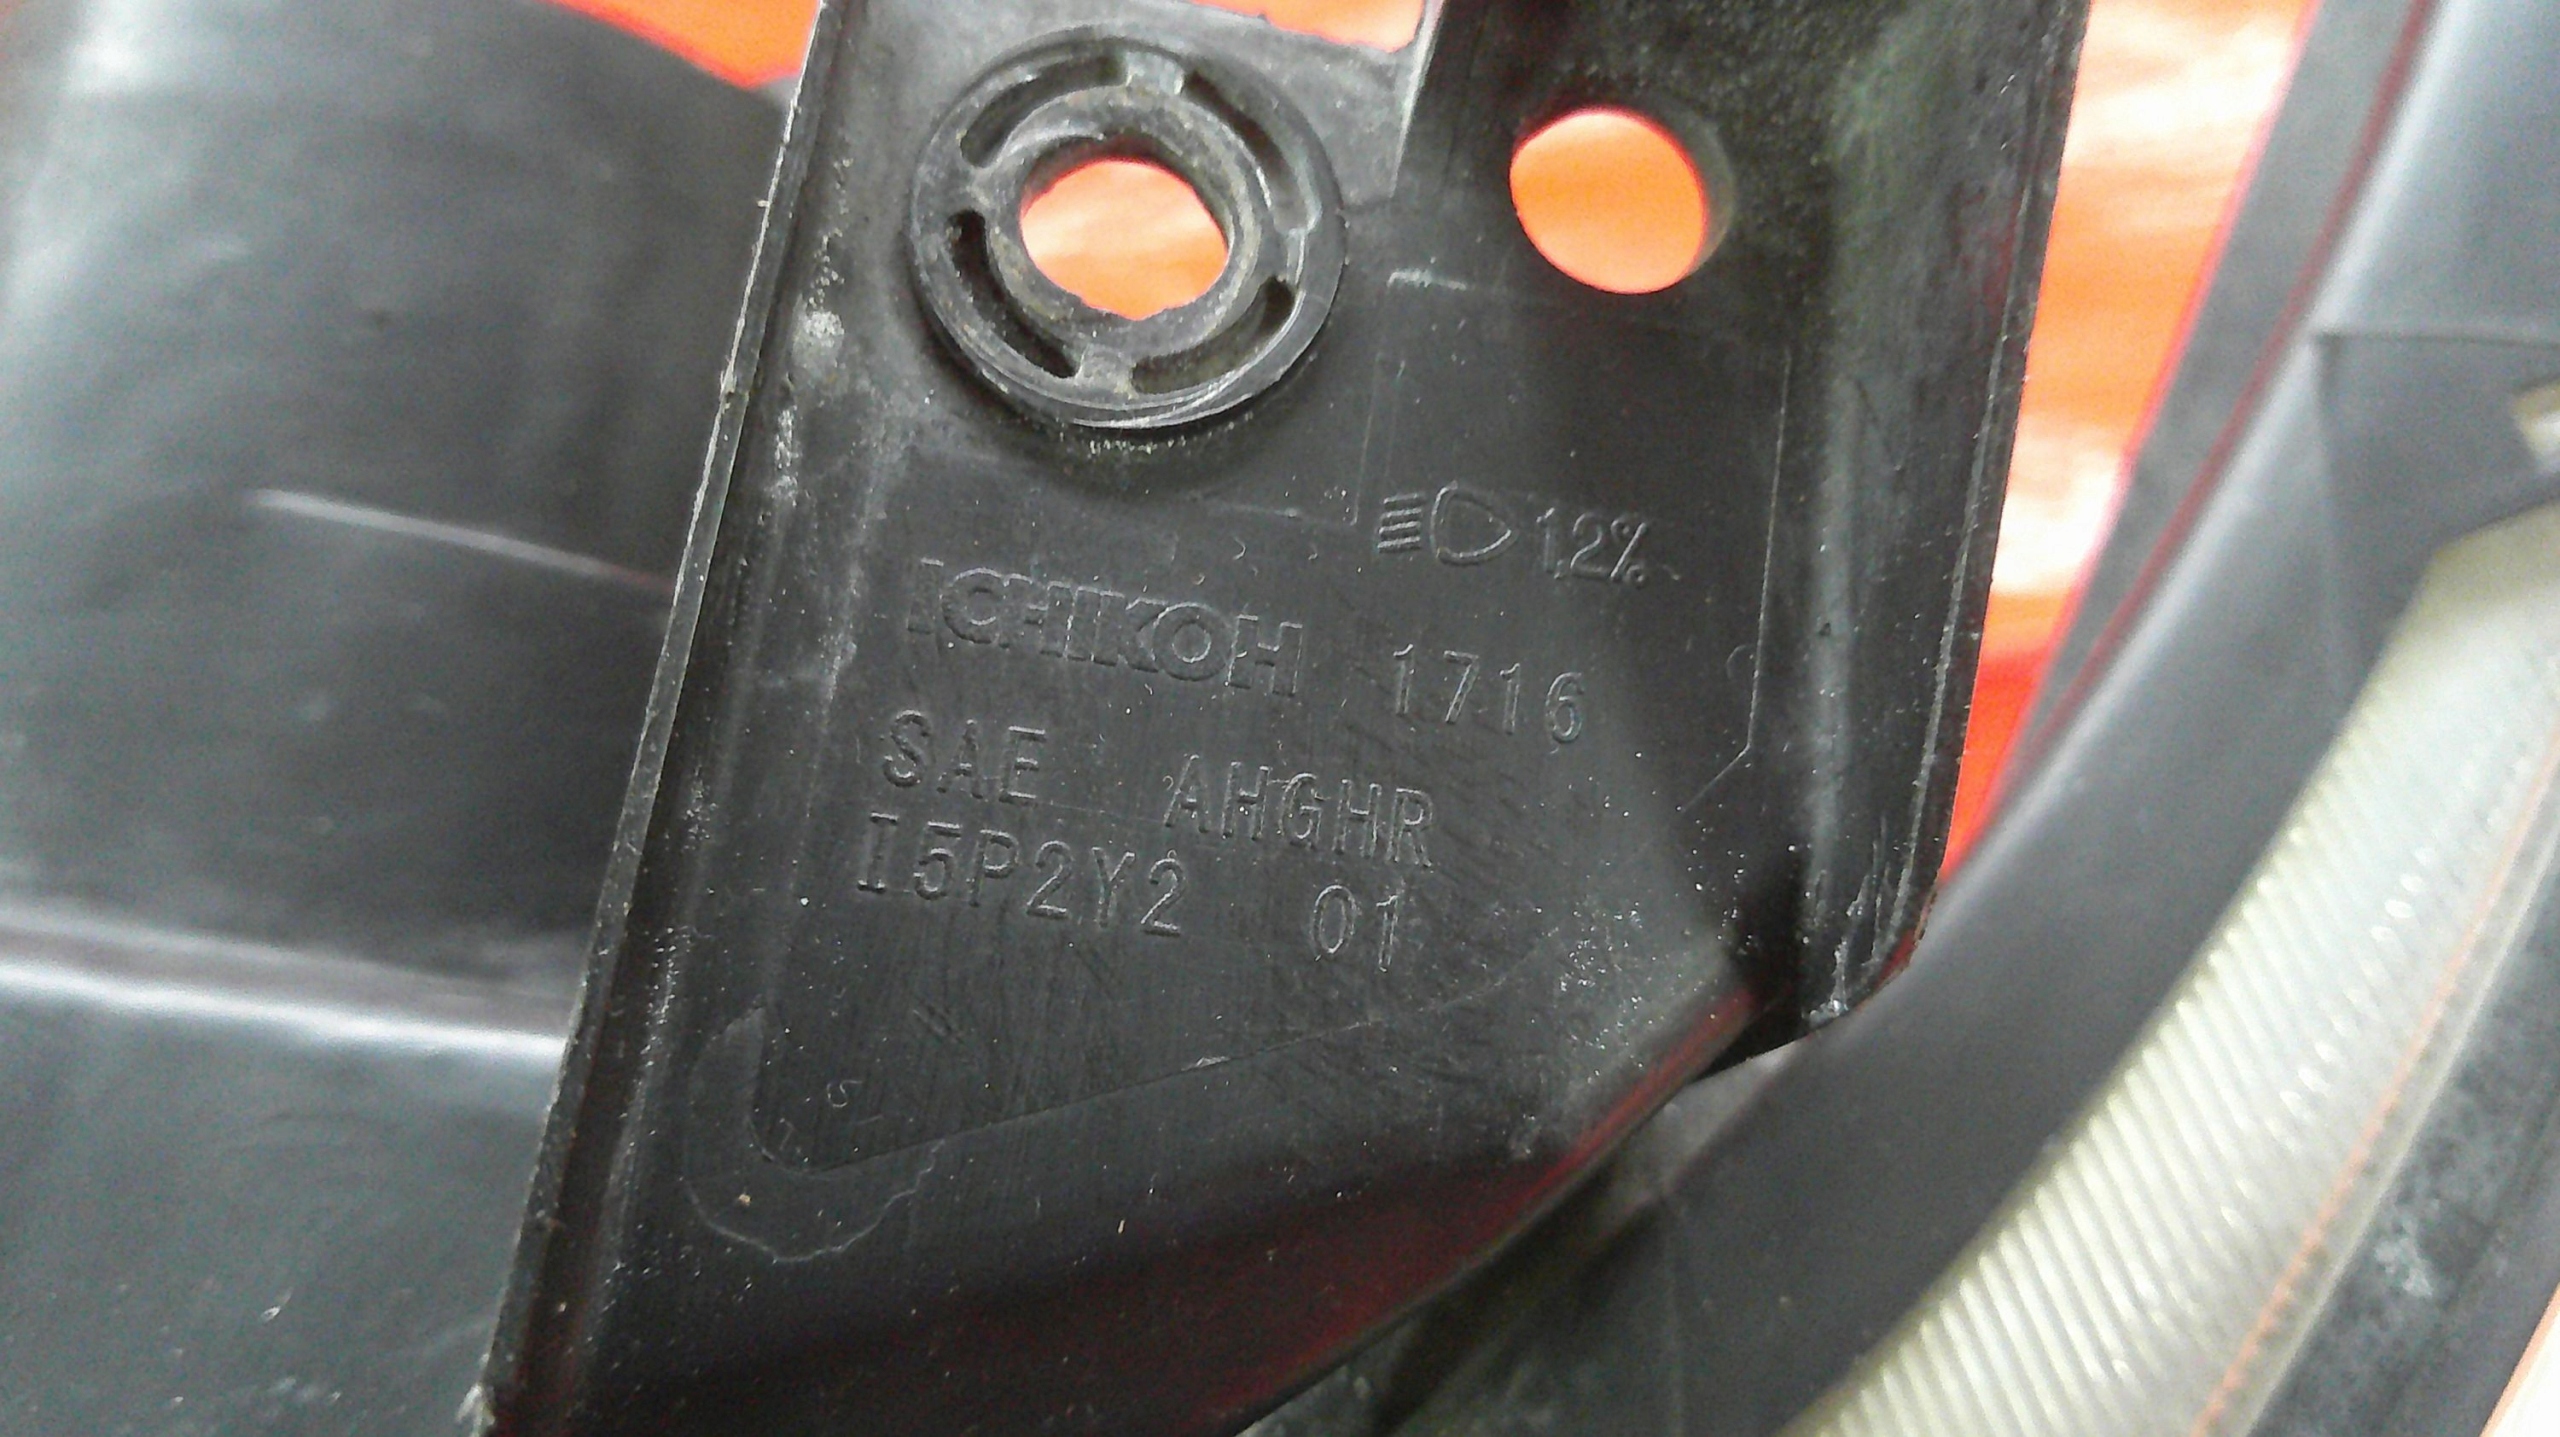 1.2%
ICHIKOH 1716
SAE AHGHR
I5P2Y2 01